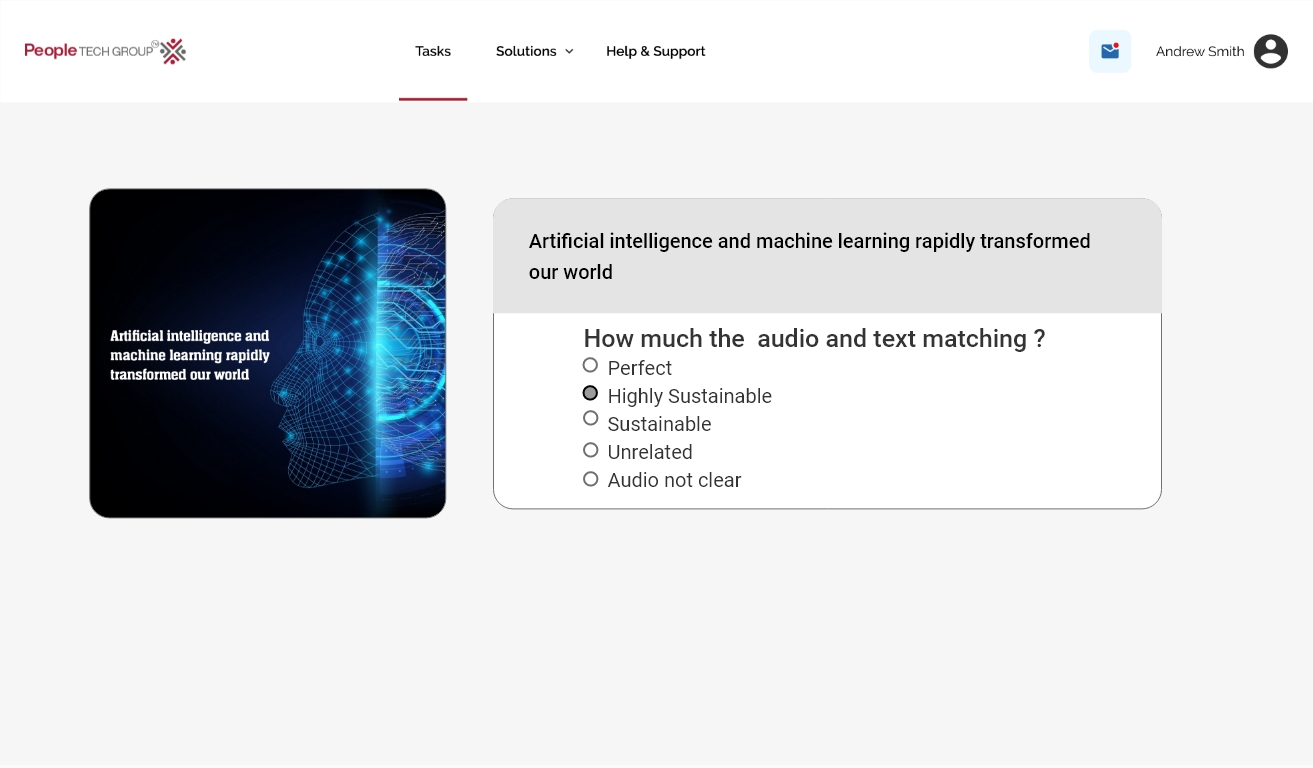 People TECH GROUP TM
Tasks
Solutions
Help & Support
Andrew Smith
Artificial intelligence and
machine learning rapidly
transformed our world
Artificial intelligence and machine learning rapidly transformed
our world
How much the audio and text matching ?
Perfect
Highly Sustainable
Sustainable
Unrelated
Audio not clear